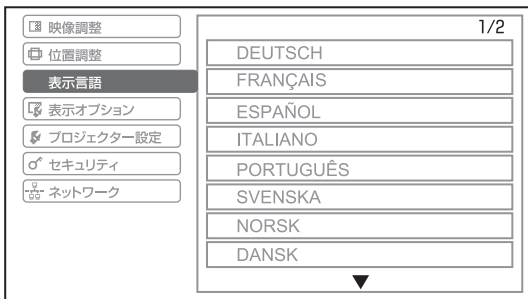 映像調整
位置調整
表示言語
表示オプション
プロジェクター設定
セキュリティ
ネットワーク
1/2
DEUTSCH
FRANÇAIS
ESPAÑOL
ITALIANO
PORTUGUÊS
SVENSKA
NORSK
DANSK